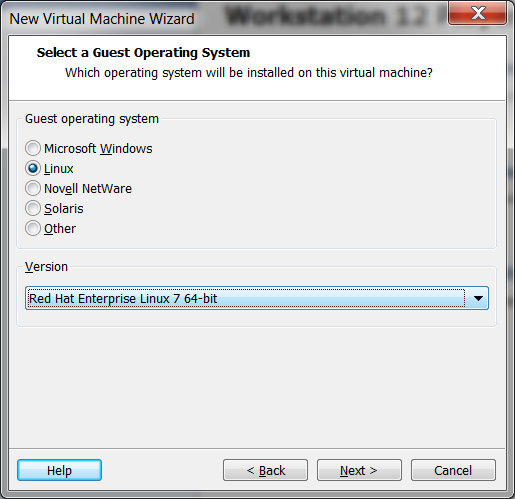 New Virtual Machine Wizard
Workstation 12
Select a Guest Operating System
Which operating system will be installed on this virtual machine?
Guest operating system
Microsoft Windows
Linux
Novell NetWare
Solaris
Other
Version
Red Hat Enterprise Linux 7 64-bit
Help
< Back
Next >
Cancel